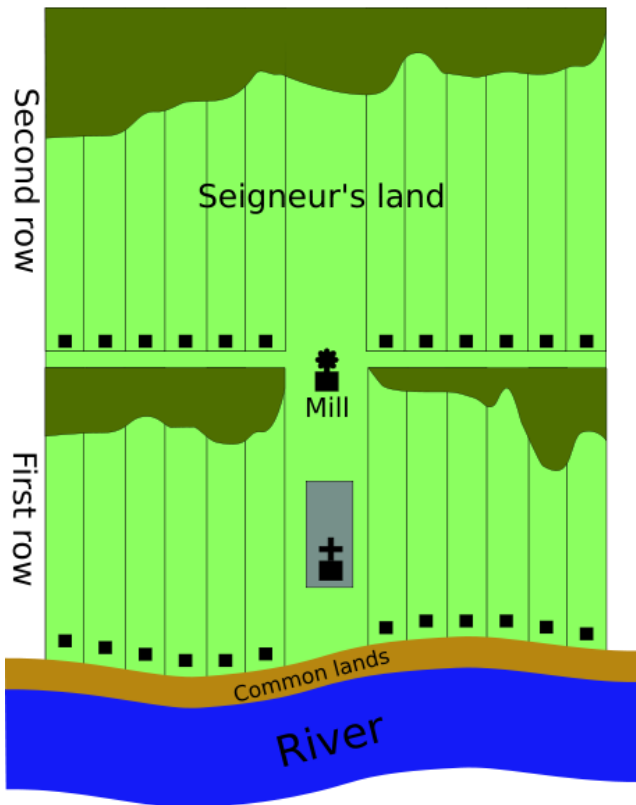 Second row
Seigneur's land
Mill
First row
Common lands
River